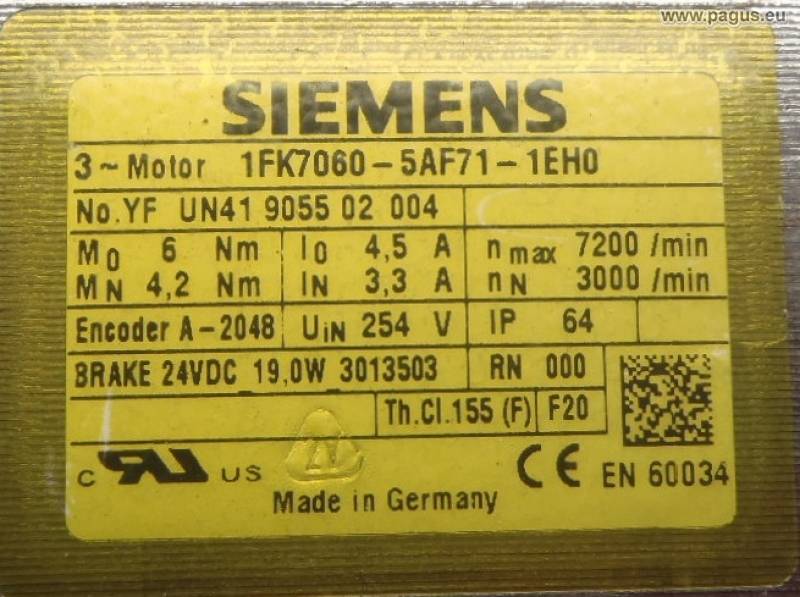 www.pagus.eu
SIEMENS
3~Motor 1FK7060-5AF71-1EH0
No.YF UN41 9055 02 004
M0 6 Nm I0 4,5 A n max 7200 /min
MN 4,2 Nm IN 3,3 A n N 3000 /min
Encoder A-2048 UIN 254 V IP 64
BRAKE 24VDC 19,0W 3013503 RN 000
Th.Cl.155 (F) F20
C RU US CE EN 60034
Made in Germany